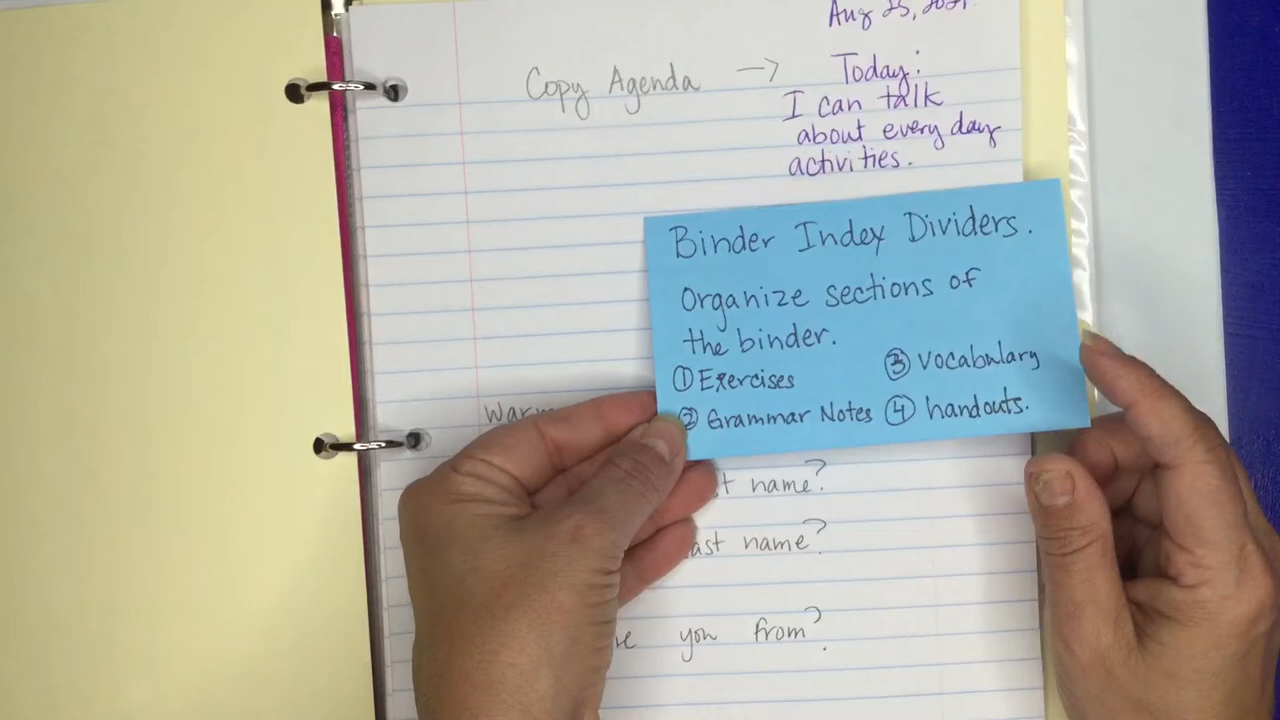 Aug 25, 2021.
Copy Agenda → Today:
I can talk
about every day
activities.
Binder Index Dividers.
Organize sections of
the binder.
① Exercises
② Grammar Notes
③ Vocabulary
④ handouts.
name?
name?
you from?